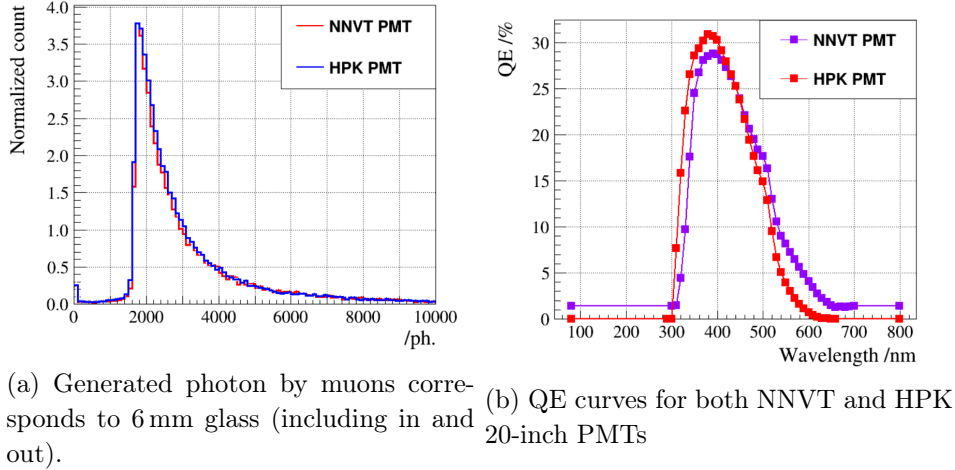 Normalized count
4.0
3.5
3.0
2.5
2.0
1.5
1.0
0.5
0.0
0
2000
4000
6000
8000
10000
/ph.
NNVT PMT
HPK PMT
QE /%
30
25
20
15
10
5
0
100
200
300
400
500
600
700
800
Wavelength /nm
NNVT PMT
HPK PMT
(a) Generated photon by muons corre-
sponds to 6 mm glass (including in and
out).
(b) QE curves for both NNVT and HPK
20-inch PMTs